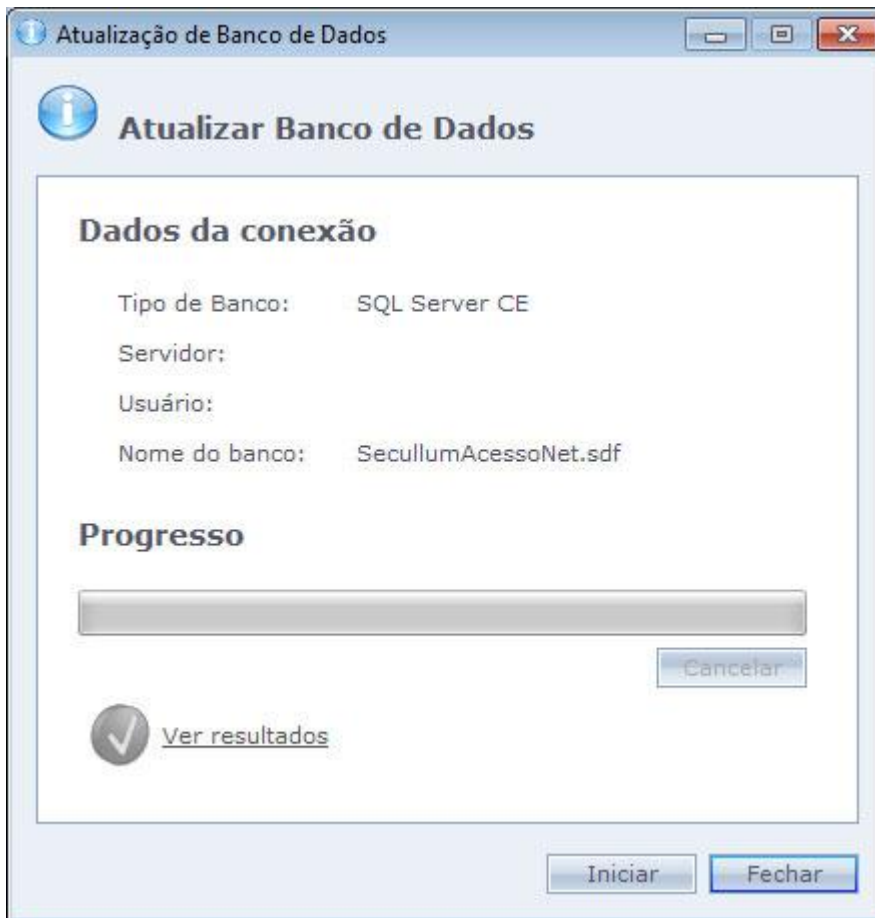 Atualização de Banco de Dados
Atualizar Banco de Dados
Dados da conexão
Tipo de Banco: SQL Server CE
Servidor:
Usuário:
Nome do banco: SecullumAcessoNet.sdf
Progresso
Cancelar
Ver resultados
Iniciar Fechar